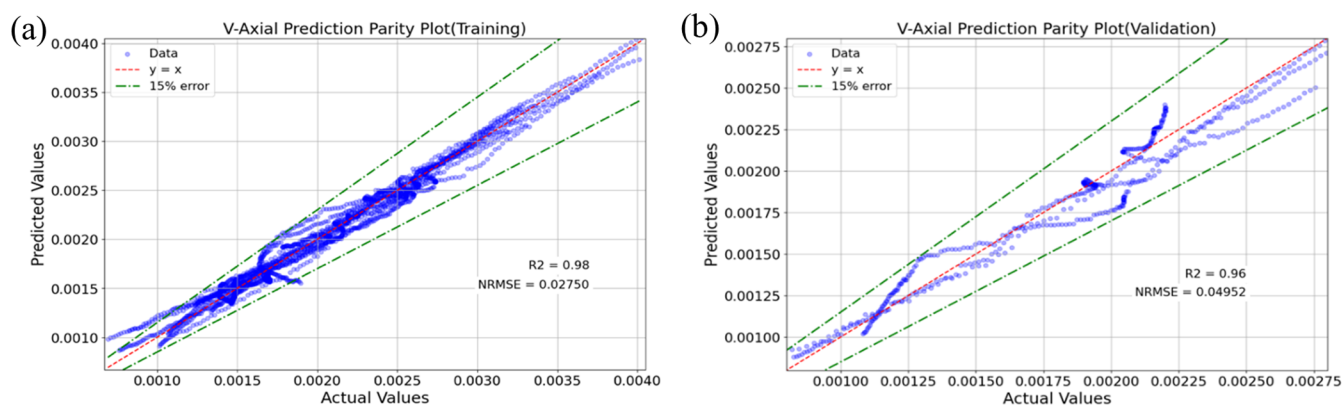 (a)
V-Axial Prediction Parity Plot(Training)
Data
y = x
15% error
0.0040
0.0035
0.0030
0.0025
0.0020
0.0015
0.0010
Predicted Values
R2 = 0.98
NRMSE = 0.02750
0.0010 0.0015 0.0020 0.0025 0.0030 0.0035 0.0040
Actual Values
(b)
V-Axial Prediction Parity Plot(Validation)
Data
y = x
15% error
0.00275
0.00250
0.00225
0.00200
0.00175
0.00150
0.00125
0.00100
Predicted Values
R2 = 0.96
NRMSE = 0.04952
0.00100 0.00125 0.00150 0.00175 0.00200 0.00225 0.00250 0.00275
Actual Values